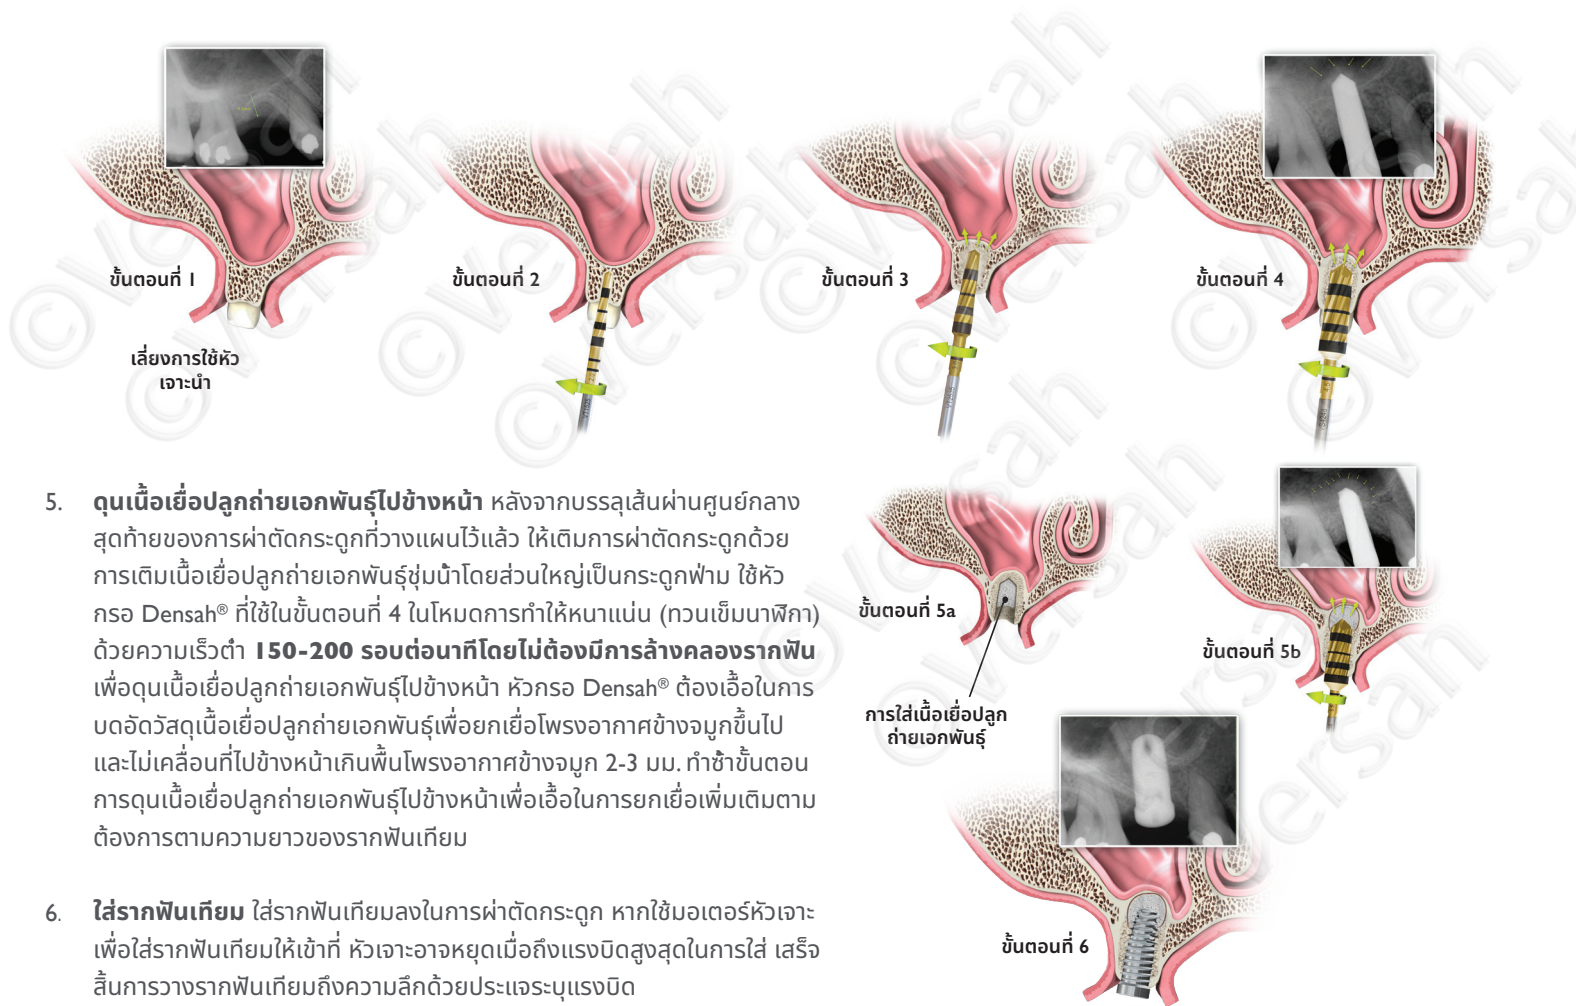 ขั้นตอนที่ 1
ขั้นตอนที่ 2
ขั้นตอนที่ 3
ขั้นตอนที่ 4
เลี่ยงการใช้หัว
เจาะนำ
5. ดุนเนื้อเยื่อปลูกถ่ายเอกพันธุ์ไปข้างหน้า หลังจากบรรลุเส้นผ่านศูนย์กลาง
สุดท้ายของการผ่าตัดกระดูกที่วางแผนไว้แล้ว ให้เติมการผ่าตัดกระดูกด้วย
การเติมเนื้อเยื่อปลูกถ่ายเอกพันธุ์ชุ่มน้ำโดยส่วนใหญ่เป็นกระดูกฟ่าม ใช้หัว
กรอ Densah® ที่ใช้ในขั้นตอนที่ 4 ในโหมดการทำให้หนาแน่น (ทวนเข็มนาฬิกา)
ด้วยความเร็วต่ำ 150-200 รอบต่อนาทีโดยไม่ต้องมีการล้างคลองรากฟัน
เพื่อดุนเนื้อเยื่อปลูกถ่ายเอกพันธุ์ไปข้างหน้า หัวกรอ Densah® ต้องเอื้อในการ
บดอัดวัสดุเนื้อเยื่อปลูกถ่ายเอกพันธุ์เพื่อยกเยื่อโพรงอากาศข้างจมูกขึ้นไป
และไม่เคลื่อนที่ไปข้างหน้าเกินพื้นโพรงอากาศข้างจมูก 2-3 มม. ทำซ้ำขั้นตอน
การดุนเนื้อเยื่อปลูกถ่ายเอกพันธุ์ไปข้างหน้าเพื่อเอื้อในการยกเยื่อเพิ่มเติมตาม
ต้องการตามความยาวของรากฟันเทียม
6. ใส่รากฟันเทียม ใส่รากฟันเทียมลงในการผ่าตัดกระดูก หากใช้มอเตอร์หัวเจาะ
เพื่อใส่รากฟันเทียมให้เข้าที่ หัวเจาะอาจหยุดเมื่อถึงแรงบิดสูงสุดในการใส่ เสร็จ
สิ้นการวางรากฟันเทียมถึงความลึกด้วยประแจระบุแรงบิด
ขั้นตอนที่ 5a
การใส่เนื้อเยื่อปลูก
ถ่ายเอกพันธุ์
ขั้นตอนที่ 5b
ขั้นตอนที่ 6
©Versah
©Versah
©Versah
©Versah
©Versah
©Versah
©Versah
©Versah